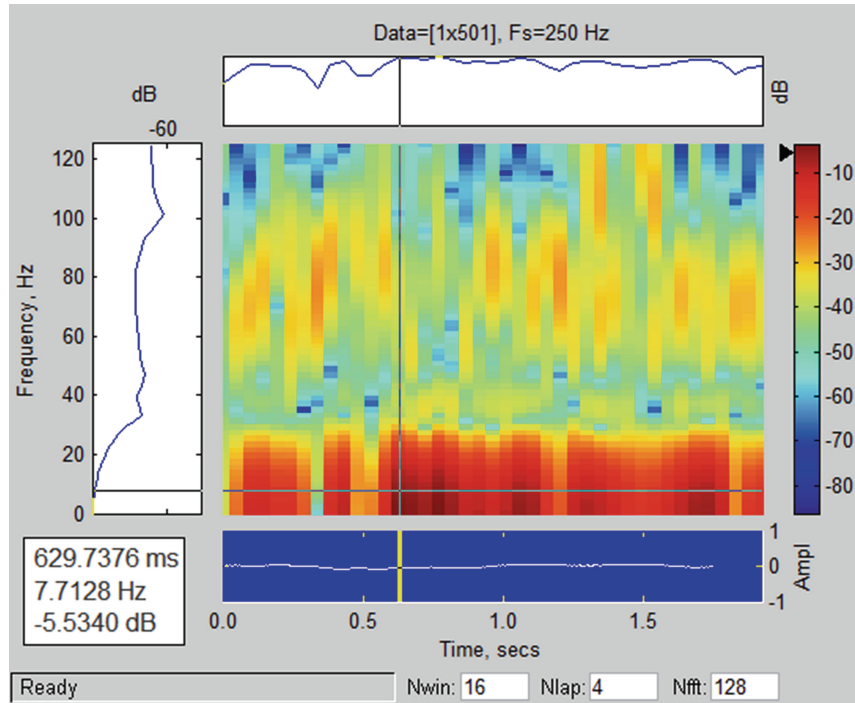 Data=[1x501], Fs=250 Hz
dB
-60
dB
120
100
80
60
40
20
0
Frequency, Hz
-10
-20
-30
-40
-50
-60
-70
-80
629.7376 ms
7.7128 Hz
-5.5340 dB
1
0
-1
Ampl
0.0 0.5 1.0 1.5
Time, secs
Ready Nwin: 16 Nlap: 4 Nfft: 128